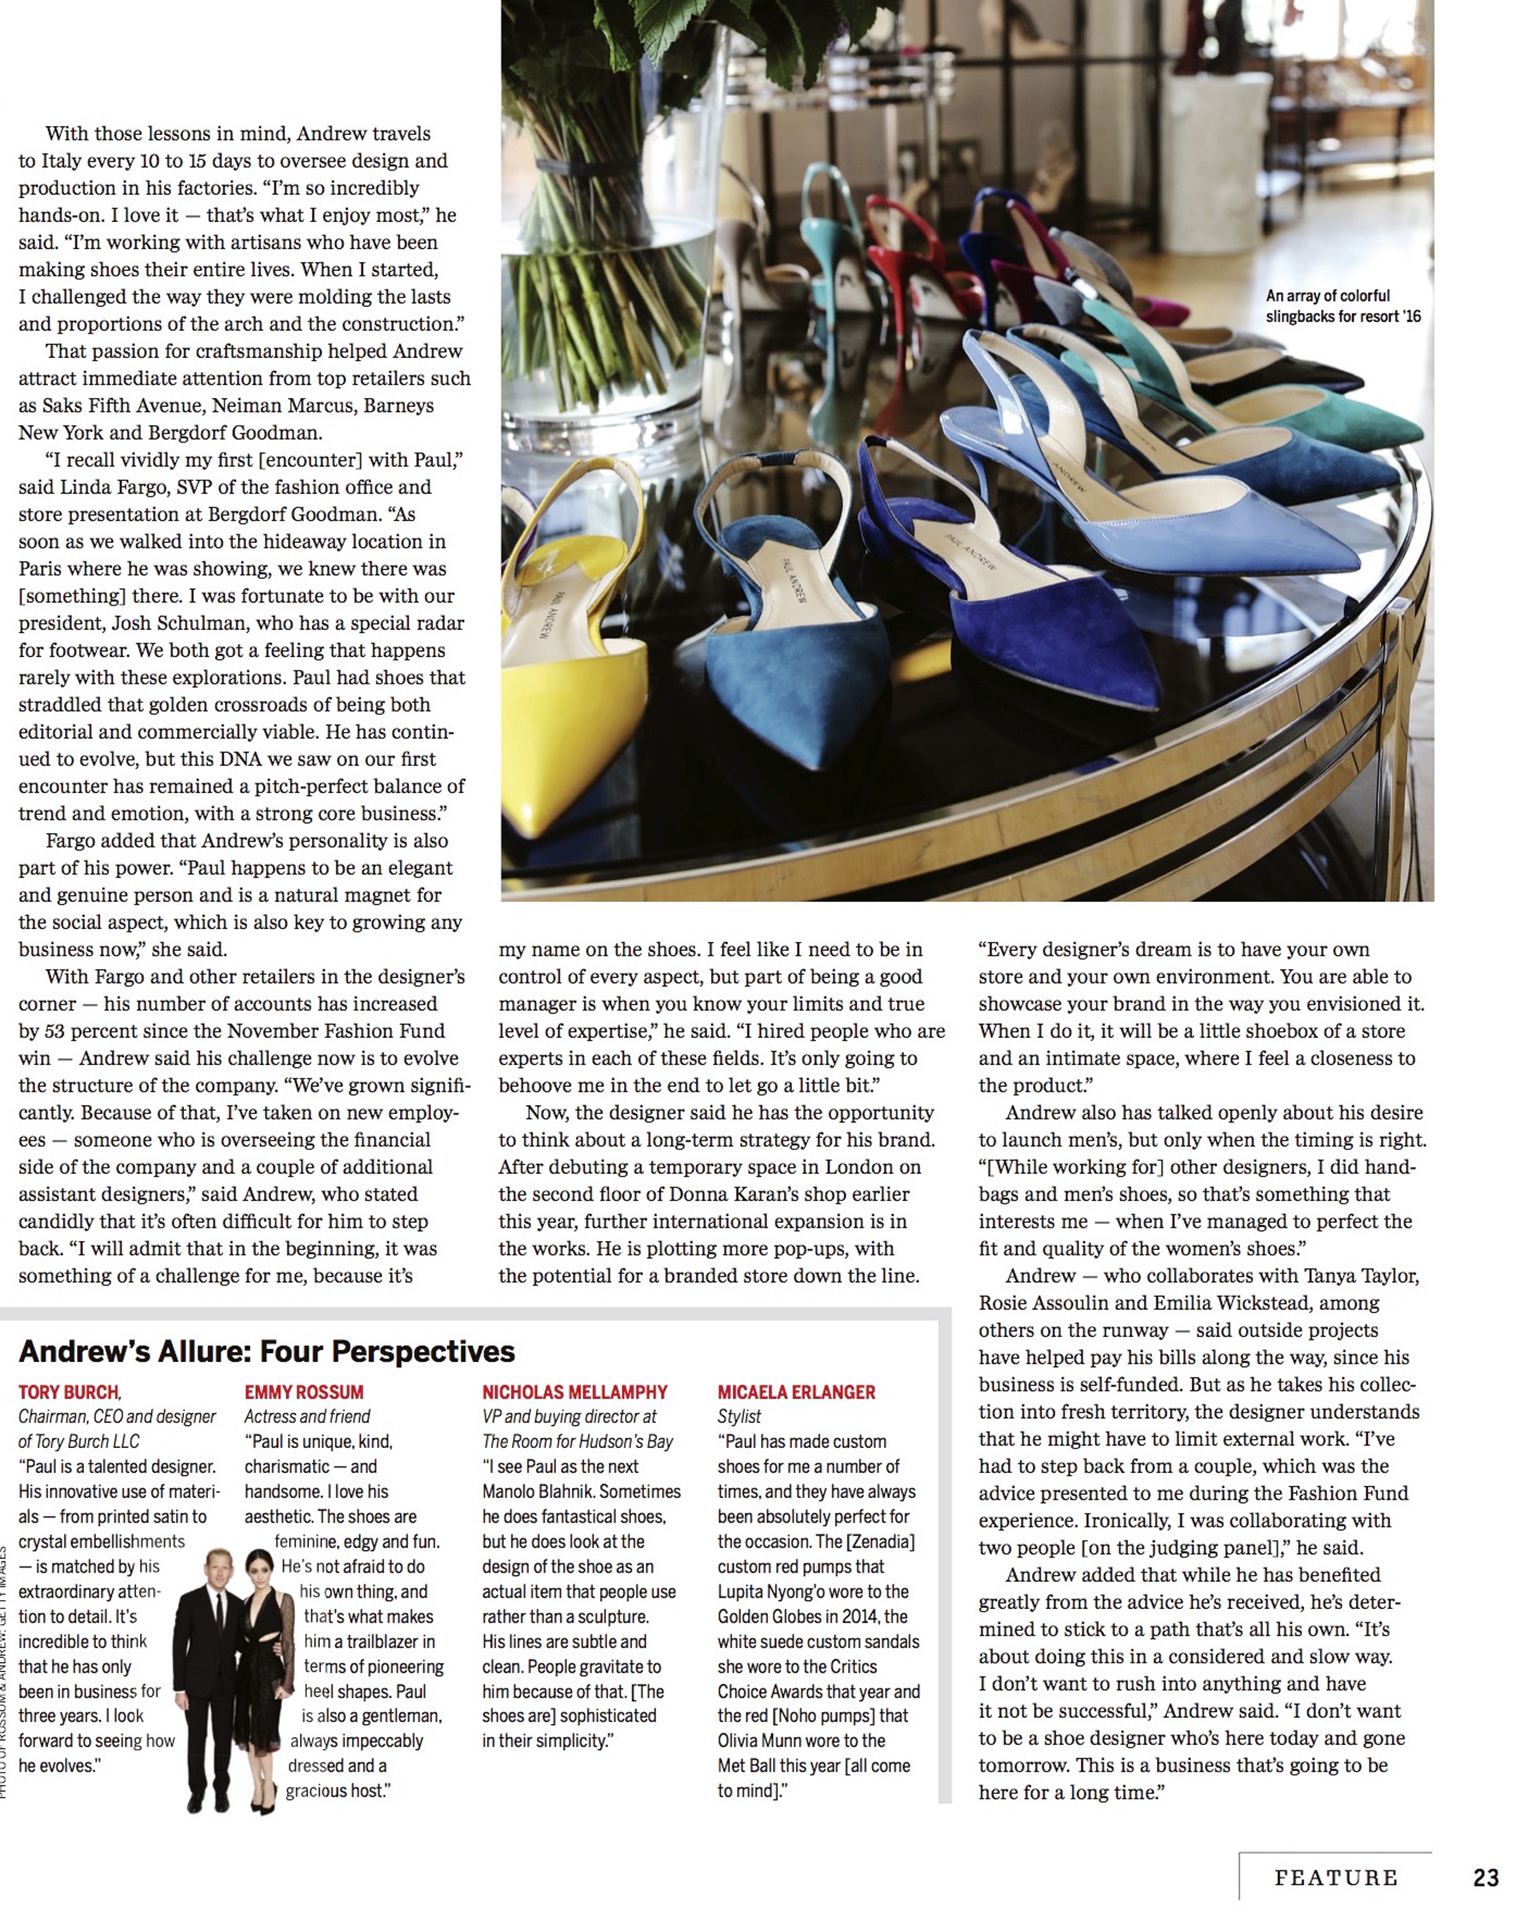 With those lessons in mind, Andrew travels
to Italy every 10 to 15 days to oversee design and
production in his factories. “I’m so incredibly
hands-on. I love it — that’s what I enjoy most,” he
said. “I’m working with artisans who have been
making shoes their entire lives. When I started,
I challenged the way they were molding the lasts
and proportions of the arch and the construction.”
That passion for craftsmanship helped Andrew
attract immediate attention from top retailers such
as Saks Fifth Avenue, Neiman Marcus, Barneys
New York and Bergdorf Goodman.
“I recall vividly my first [encounter] with Paul,”
said Linda Fargo, SVP of the fashion office and
store presentation at Bergdorf Goodman. “As
soon as we walked into the hideaway location in
Paris where he was showing, we knew there was
[something] there. I was fortunate to be with our
president, Josh Schulman, who has a special radar
for footwear. We both got a feeling that happens
rarely with these explorations. Paul had shoes that
straddled that golden crossroads of being both
editorial and commercially viable. He has contin-
ued to evolve, but this DNA we saw on our first
encounter has remained a pitch-perfect balance of
trend and emotion, with a strong core business.”
Fargo added that Andrew’s personality is also
part of his power. “Paul happens to be an elegant
and genuine person and is a natural magnet for
the social aspect, which is also key to growing any
business now,” she said.
With Fargo and other retailers in the designer’s
corner — his number of accounts has increased
by 53 percent since the November Fashion Fund
win — Andrew said his challenge now is to evolve
the structure of the company. “We’ve grown signifi-
cantly. Because of that, I’ve taken on new employ-
ees — someone who is overseeing the financial
side of the company and a couple of additional
assistant designers,” said Andrew, who stated
candidly that it’s often difficult for him to step
back. “I will admit that in the beginning, it was
something of a challenge for me, because it’s
An array of colorful
slingbacks for resort ’16
PAUL ANDREW
PAUL ANDREW
PAUL ANDREW
ANDREW
ANDREW
my name on the shoes. I feel like I need to be in
control of every aspect, but part of being a good
manager is when you know your limits and true
level of expertise,” he said. “I hired people who are
experts in each of these fields. It’s only going to
behoove me in the end to let go a little bit.”
Now, the designer said he has the opportunity
to think about a long-term strategy for his brand.
After debuting a temporary space in London on
the second floor of Donna Karan’s shop earlier
this year, further international expansion is in
the works. He is plotting more pop-ups, with
the potential for a branded store down the line.
“Every designer’s dream is to have your own
store and your own environment. You are able to
showcase your brand in the way you envisioned it.
When I do it, it will be a little shoebox of a store
and an intimate space, where I feel a closeness to
the product.”
Andrew also has talked openly about his desire
to launch men’s, but only when the timing is right.
“[While working for] other designers, I did hand-
bags and men’s shoes, so that’s something that
interests me — when I’ve managed to perfect the
fit and quality of the women’s shoes.”
Andrew — who collaborates with Tanya Taylor,
Rosie Assoulin and Emilia Wickstead, among
others on the runway — said outside projects
have helped pay his bills along the way, since his
business is self-funded. But as he takes his collec-
tion into fresh territory, the designer understands
that he might have to limit external work. “I’ve
had to step back from a couple, which was the
advice presented to me during the Fashion Fund
experience. Ironically, I was collaborating with
two people [on the judging panel],” he said.
Andrew added that while he has benefited
greatly from the advice he’s received, he’s deter-
mined to stick to a path that’s all his own. “It’s
about doing this in a considered and slow way.
I don’t want to rush into anything and have
it not be successful,” Andrew said. “I don’t want
to be a shoe designer who’s here today and gone
tomorrow. This is a business that’s going to be
here for a long time.”
Andrew’s Allure: Four Perspectives
TORY BURCH,
Chairman, CEO and designer
of Tory Burch LLC
“Paul is a talented designer.
His innovative use of materi-
als — from printed satin to
crystal embellishments
— is matched by his
extraordinary atten-
tion to detail. It’s
incredible to think
that he has only
been in business for
three years. I look
forward to seeing how
he evolves."
EMMY ROSSUM
Actress and friend
“Paul is unique, kind,
charismatic — and
handsome. I love his
aesthetic. The shoes are
feminine, edgy and fun.
He’s not afraid to do
his own thing, and
that’s what makes
him a trailblazer in
terms of pioneering
heel shapes. Paul
is also a gentleman,
always impeccably
dressed and a
gracious host.”
NICHOLAS MELLAMPHY
VP and buying director at
The Room for Hudson’s Bay
“I see Paul as the next
Manolo Blahnik. Sometimes
he does fantastical shoes,
but he does look at the
design of the shoe as an
actual item that people use
rather than a sculpture.
His lines are subtle and
clean. People gravitate to
him because of that. [The
shoes are] sophisticated
in their simplicity.”
MICAELA ERLANGER
Stylist
“Paul has made custom
shoes for me a number of
times, and they have always
been absolutely perfect for
the occasion. The [Zenadia]
custom red pumps that
Lupita Nyong’o wore to the
Golden Globes in 2014, the
white suede custom sandals
she wore to the Critics
Choice Awards that year and
the red [Noho pumps] that
Olivia Munn wore to the
Met Ball this year [all come
to mind].”
PHOTO OF ROSSUM & ANDREW: GETTY IMAGES
FEATURE
23